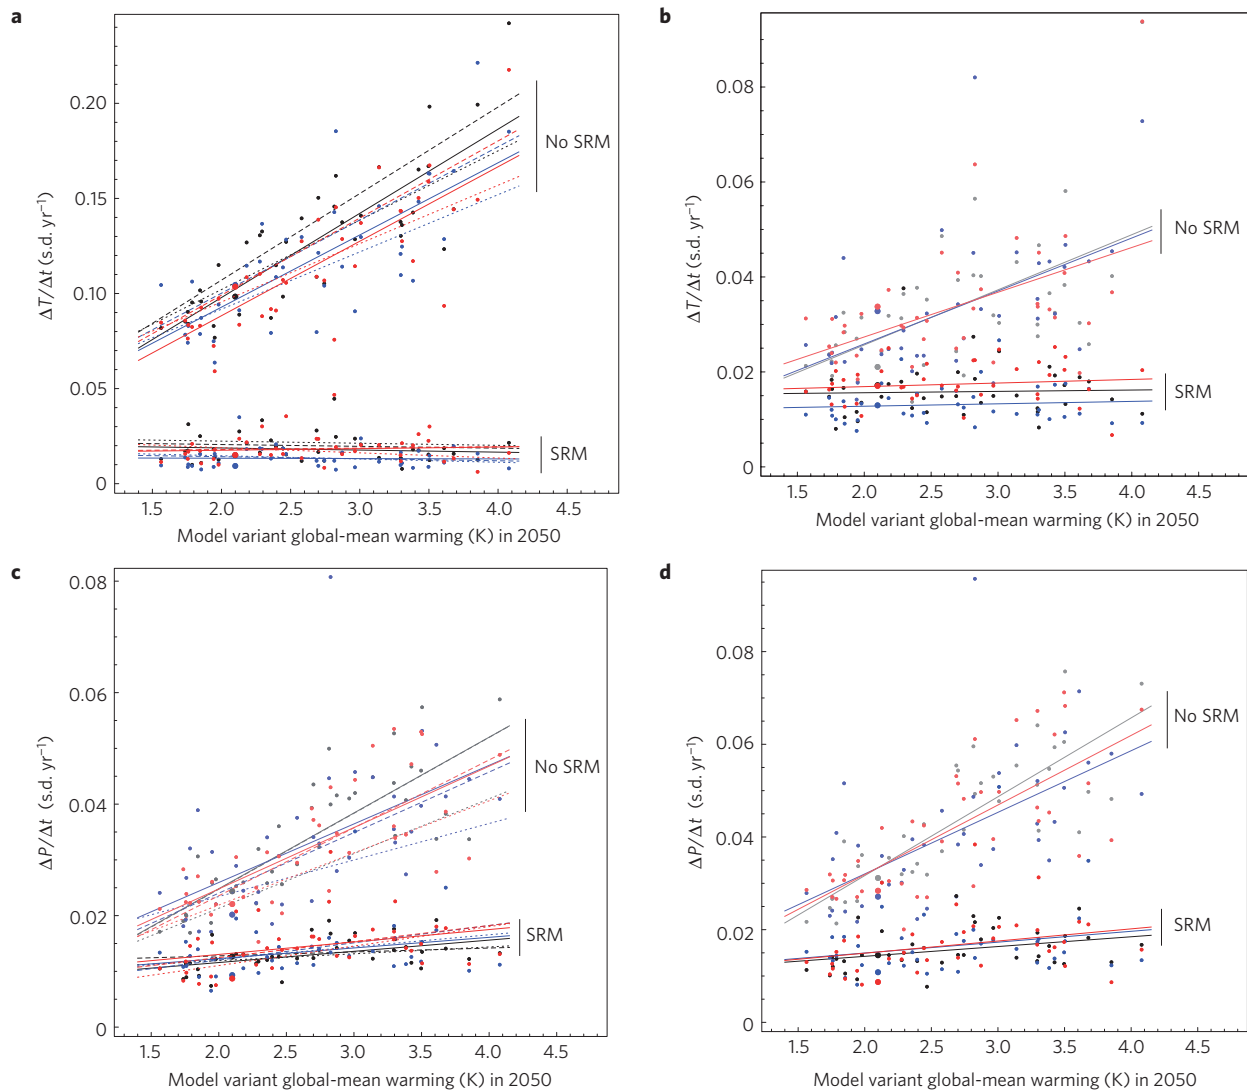 a
0.20
0.15
0.10
0.05
0
ΔT/Δt (s.d. yr⁻¹)
No SRM
SRM
1.5 2.0 2.5 3.0 3.5 4.0 4.5
Model variant global-mean warming (K) in 2050
b
0.08
0.06
0.04
0.02
0
ΔT/Δt (s.d. yr⁻¹)
No SRM
SRM
1.5 2.0 2.5 3.0 3.5 4.0 4.5
Model variant global-mean warming (K) in 2050
c
0.08
0.06
0.04
0.02
0
ΔP/Δt (s.d. yr⁻¹)
No SRM
SRM
1.5 2.0 2.5 3.0 3.5 4.0 4.5
Model variant global-mean warming (K) in 2050
d
0.08
0.06
0.04
0.02
0
ΔP/Δt (s.d. yr⁻¹)
No SRM
SRM
1.5 2.0 2.5 3.0 3.5 4.0 4.5
Model variant global-mean warming (K) in 2050